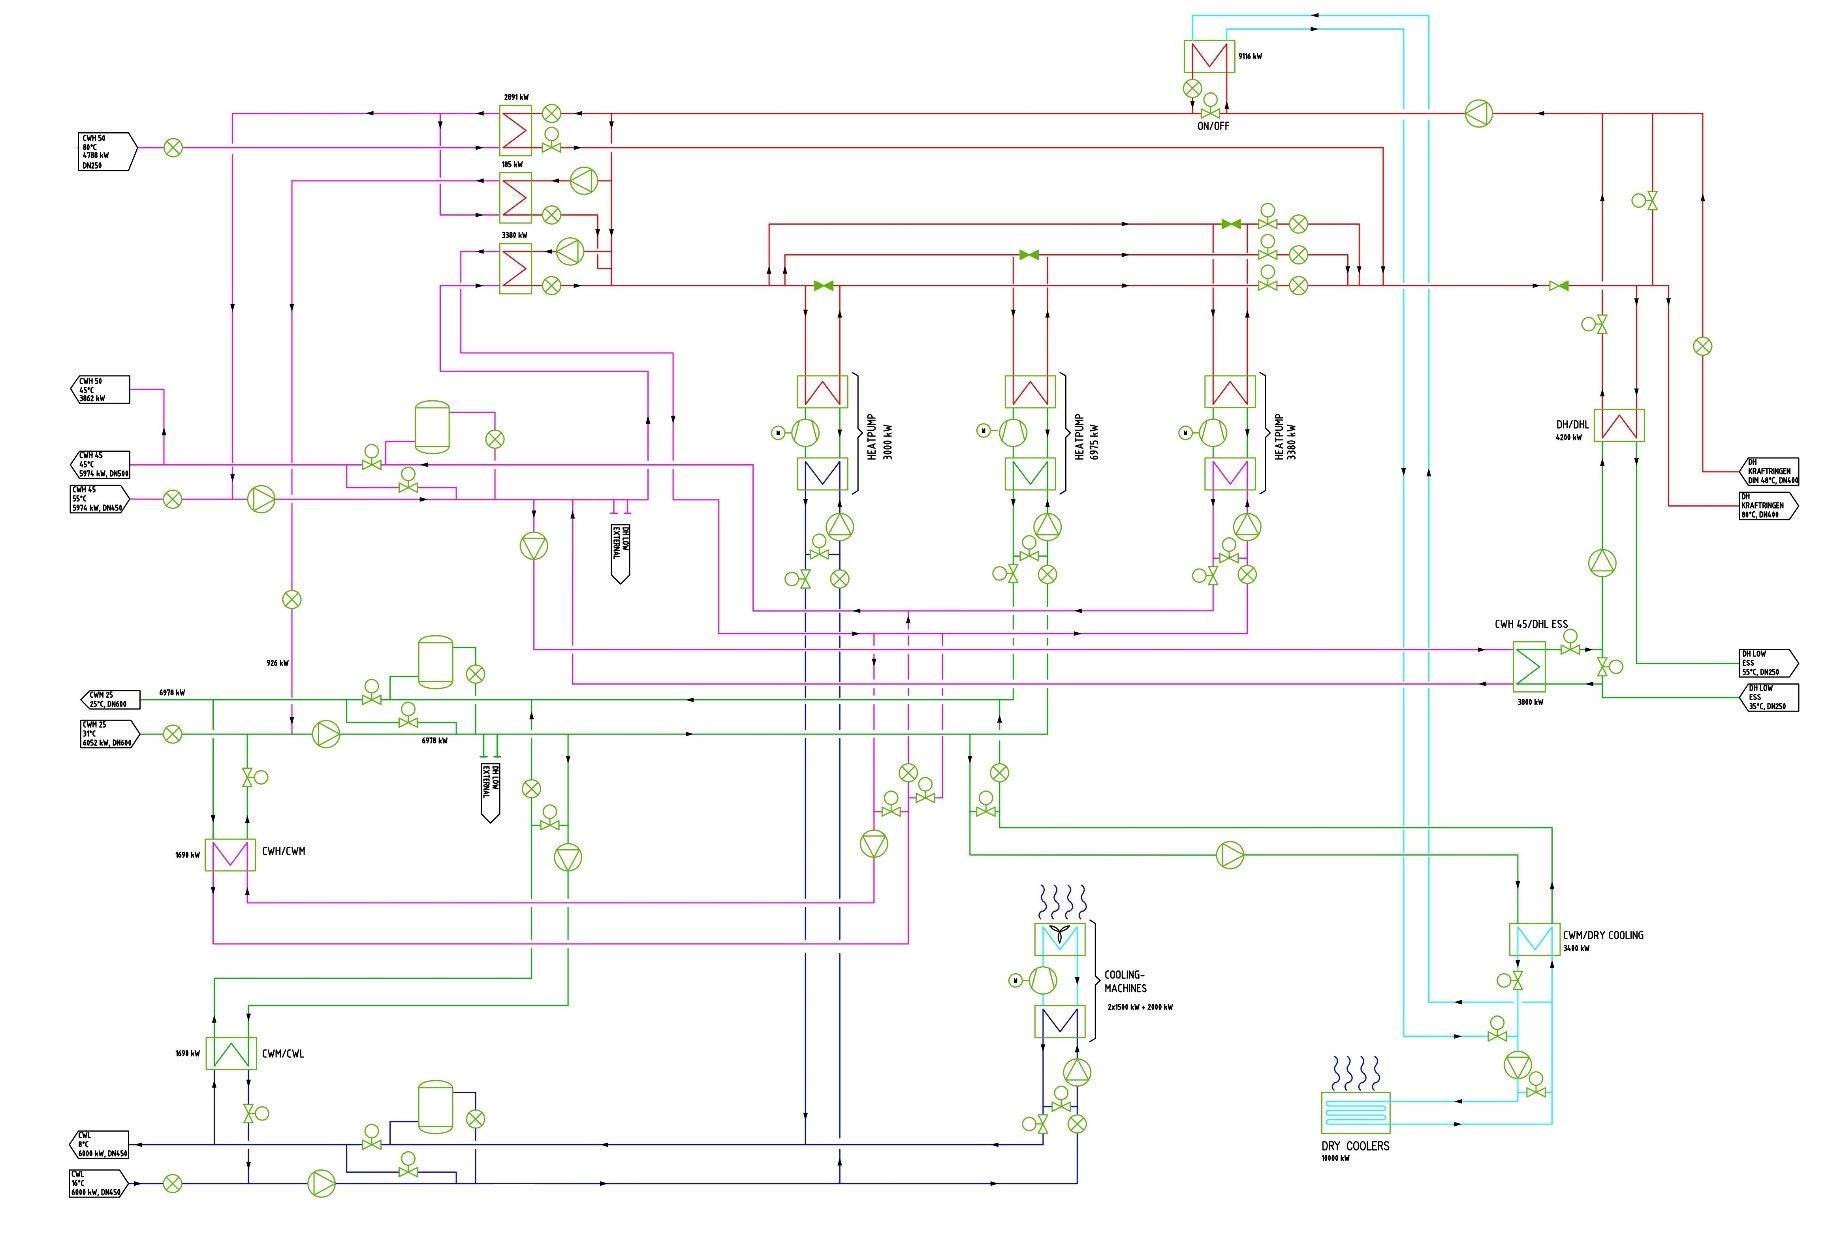 9116 kW
ON/OFF
2891 kW
CWH 50
80°C
4788 kW
DN250
185 kW
3380 kW
CWH 50
45°C
3862 kW
CWH 45
45°C
5974 kW, DN500
CWH 45
55°C
5974 kW, DN450
M
HEATPUMP
3000 kW
M
HEATPUMP
6975 kW
M
HEATPUMP
3380 kW
DH/DHL
4200 kW
DH
KRAFTRINGEN
DIM 48°C, DN400
DH
KRAFTRINGEN
80°C, DN400
DH LOW
EXTERNAL
CWH 45/DHL ESS
3800 kW
DH LOW
ESS
55°C, DN250
DH LOW
ESS
35°C, DN250
926 kW
6978 kW
CWM 25
25°C, DN600
CWM 25
31°C
6052 kW, DN600
6978 kW
DH LOW
EXTERNAL
1690 kW
CWH/CWM
COOLING-
MACHINES
2x1500 kW + 2000 kW
M
CWM/DRY COOLING
3400 kW
1690 kW
CWM/CWL
DRY COOLERS
10000 kW
CWL
8°C
6000 kW, DN450
CWL
16°C
6000 kW, DN450